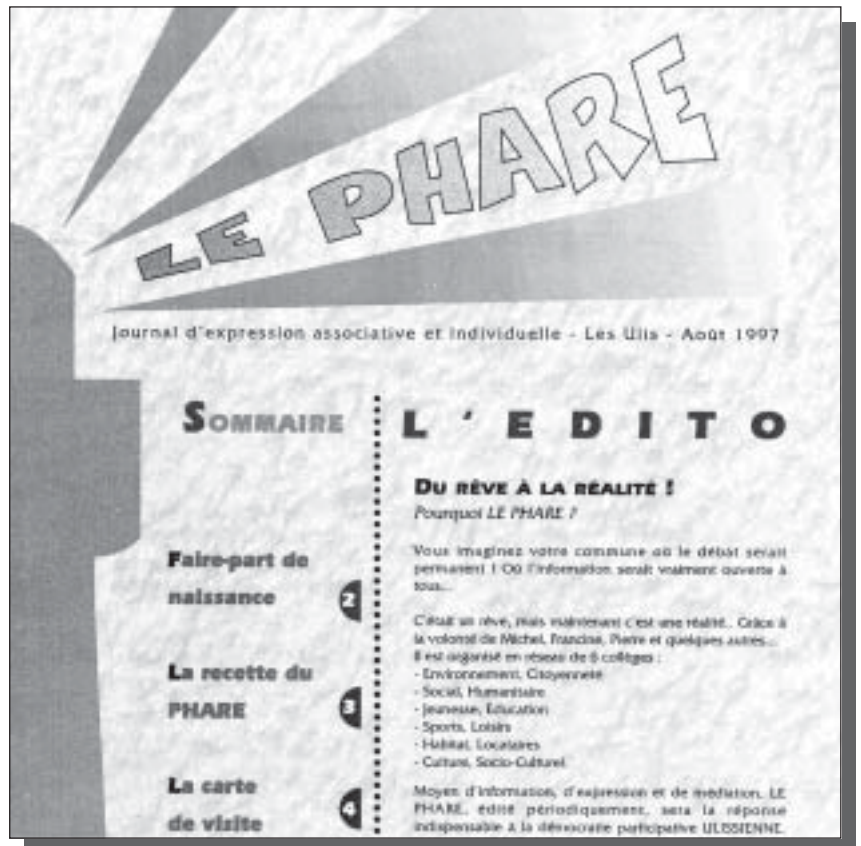 LE PHARE
Journal d'expression associative et individuelle - Les Ulis - Août 1997
SOMMAIRE
Faire-part de
naissance
2
La recette du
PHARE
3
La carte
de visite
4
L'EDITO
DU RÊVE À LA RÉALITÉ !
Pourquoi LE PHARE ?
Vous imaginez votre commune où le débat serait
permanent ! Où l'information serait vraiment ouverte à
tous...
C'était un rêve, mais maintenant c'est une réalité.. Grâce à
la volonté de Michel, Francine, Pierre et quelques autres...
Il est organisé en réseau de 6 collèges :
- Environnement, Citoyenneté
- Social, Humanitaire
- Jeunesse, Education
- Sports, Loisirs
- Habitat, Locataires
- Culture, Socio-Culturel
Moyen d'information, d'expression et de médiation, LE
PHARE, édité périodiquement, sera la réponse
indispensable à la démocratie participative ULISSIENNE.